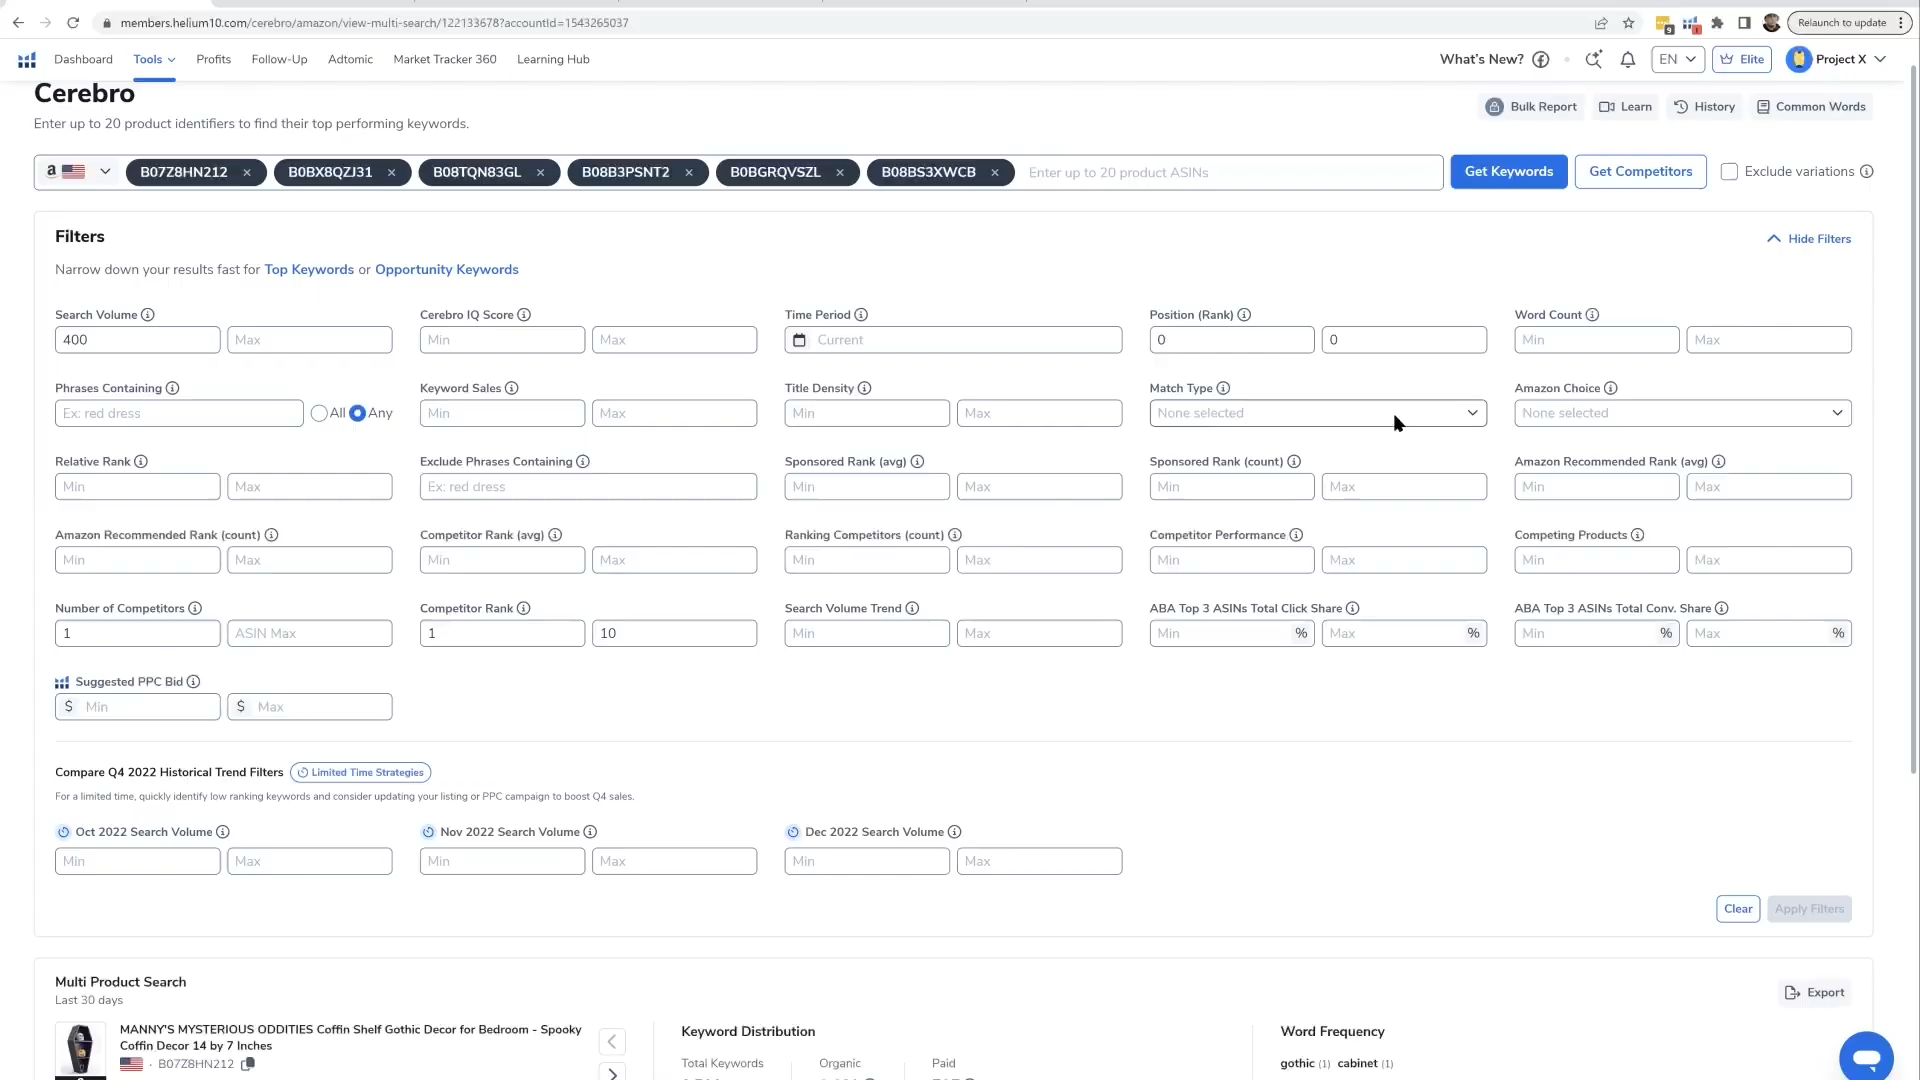 members.helium10.com/cerebro/amazon/view-multi-search/122133678?accountId=1543265037
9
1
Relaunch to update
Dashboard
Tools
Profits
Follow-Up
Adtomic
Market Tracker 360
Learning Hub
What's New?
EN
Elite
Project X
Cerebro
Enter up to 20 product identifiers to find their top performing keywords.
Bulk Report
Learn
History
Common Words
a
B07Z8HN212
B0BX8QZJ31
B08TQN83GL
B08B3PSNT2
B0BGRQVSZL
B08BS3XWCB
Enter up to 20 product ASINs
Get Keywords
Get Competitors
Exclude variations
Filters
Hide Filters
Narrow down your results fast for Top Keywords or Opportunity Keywords
Search Volume
400
Max
Cerebro IQ Score
Min
Max
Time Period
Current
Position (Rank)
0
0
Word Count
Min
Max
Phrases Containing
Ex: red dress
All
Any
Keyword Sales
Min
Max
Title Density
Min
Max
Match Type
None selected
Amazon Choice
None selected
Relative Rank
Min
Max
Exclude Phrases Containing
Ex: red dress
Sponsored Rank (avg)
Min
Max
Sponsored Rank (count)
Min
Max
Amazon Recommended Rank (avg)
Min
Max
Amazon Recommended Rank (count)
Min
Max
Competitor Rank (avg)
Min
Max
Ranking Competitors (count)
Min
Max
Competitor Performance
Min
Max
Competing Products
Min
Max
Number of Competitors
1
ASIN Max
Competitor Rank
1
10
Search Volume Trend
Min
Max
ABA Top 3 ASINs Total Click Share
Min %
Max %
ABA Top 3 ASINs Total Conv. Share
Min %
Max %
Suggested PPC Bid
$ Min
$ Max
Compare Q4 2022 Historical Trend Filters
Limited Time Strategies
For a limited time, quickly identify low ranking keywords and consider updating your listing or PPC campaign to boost Q4 sales.
Oct 2022 Search Volume
Min
Max
Nov 2022 Search Volume
Min
Max
Dec 2022 Search Volume
Min
Max
Clear
Apply Filters
Multi Product Search
Last 30 days
Export
MANNY'S MYSTERIOUS ODDITIES Coffin Shelf Gothic Decor for Bedroom - Spooky
Coffin Decor 14 by 7 Inches
B07Z8HN212
Keyword Distribution
Total Keywords
Organic
Paid
Word Frequency
gothic (1) cabinet (1)